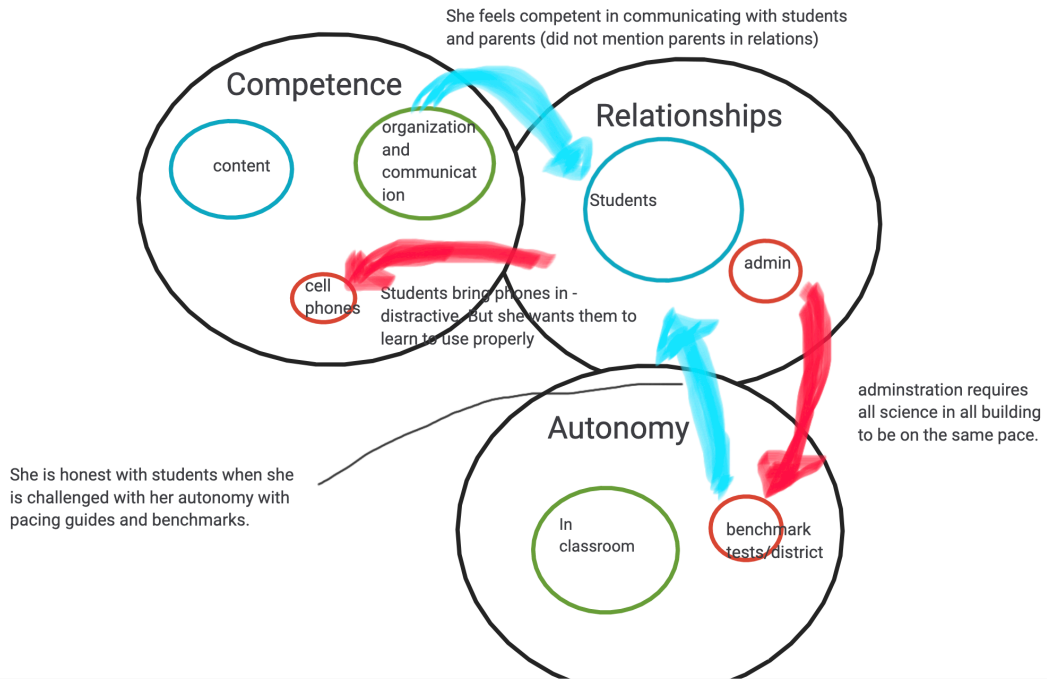 She feels competent in communicating with students
and parents (did not mention parents in relations)
Competence
organization
and
communicat
ion
content
cell
phones
Relationships
Students
admin
Students bring phones in -
distractive. But she wants them to
learn to use properly
adminstration requires
all science in all building
to be on the same pace.
Autonomy
She is honest with students when she
is challenged with her autonomy with
pacing guides and benchmarks.
In
classroom
benchmark
tests/district